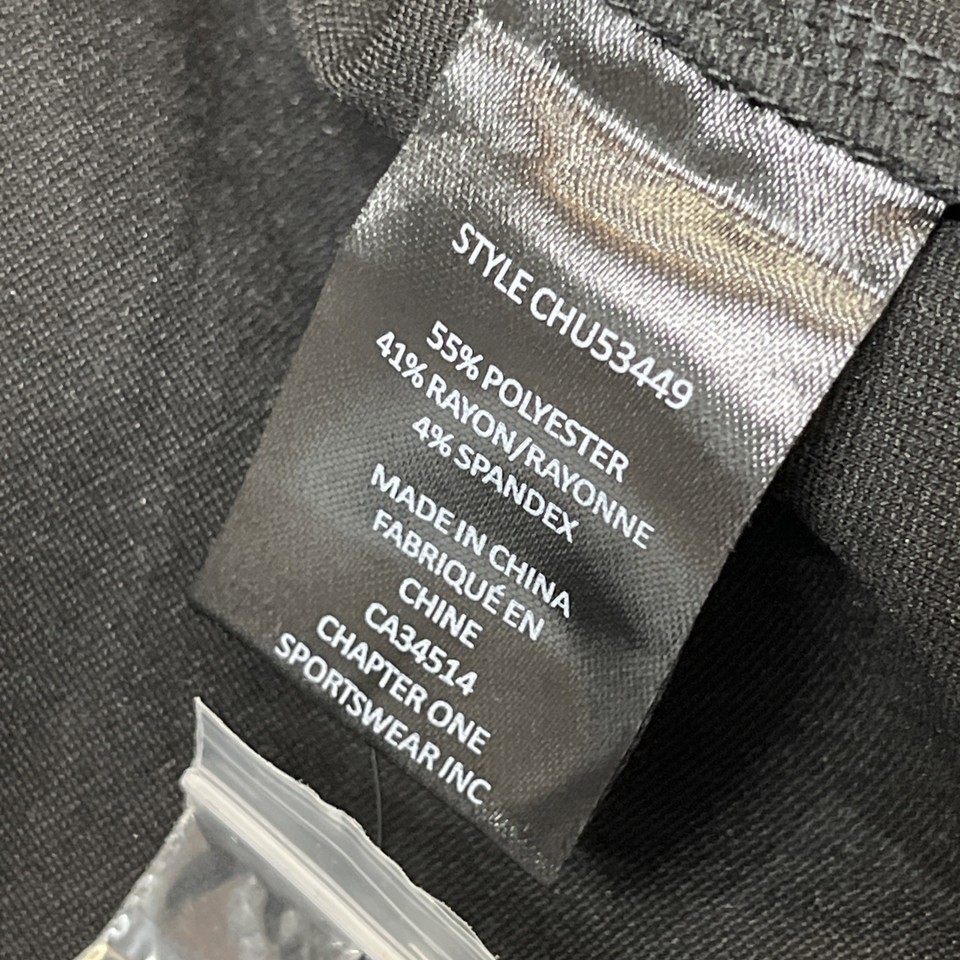 STYLE CHU53449
55% POLYESTER
41% RAYON/RAYONNE
4% SPANDEX
MADE IN CHINA
FABRIQUÉ EN
CHINE
CA34514
CHAPTER ONE
SPORTSWEAR INC